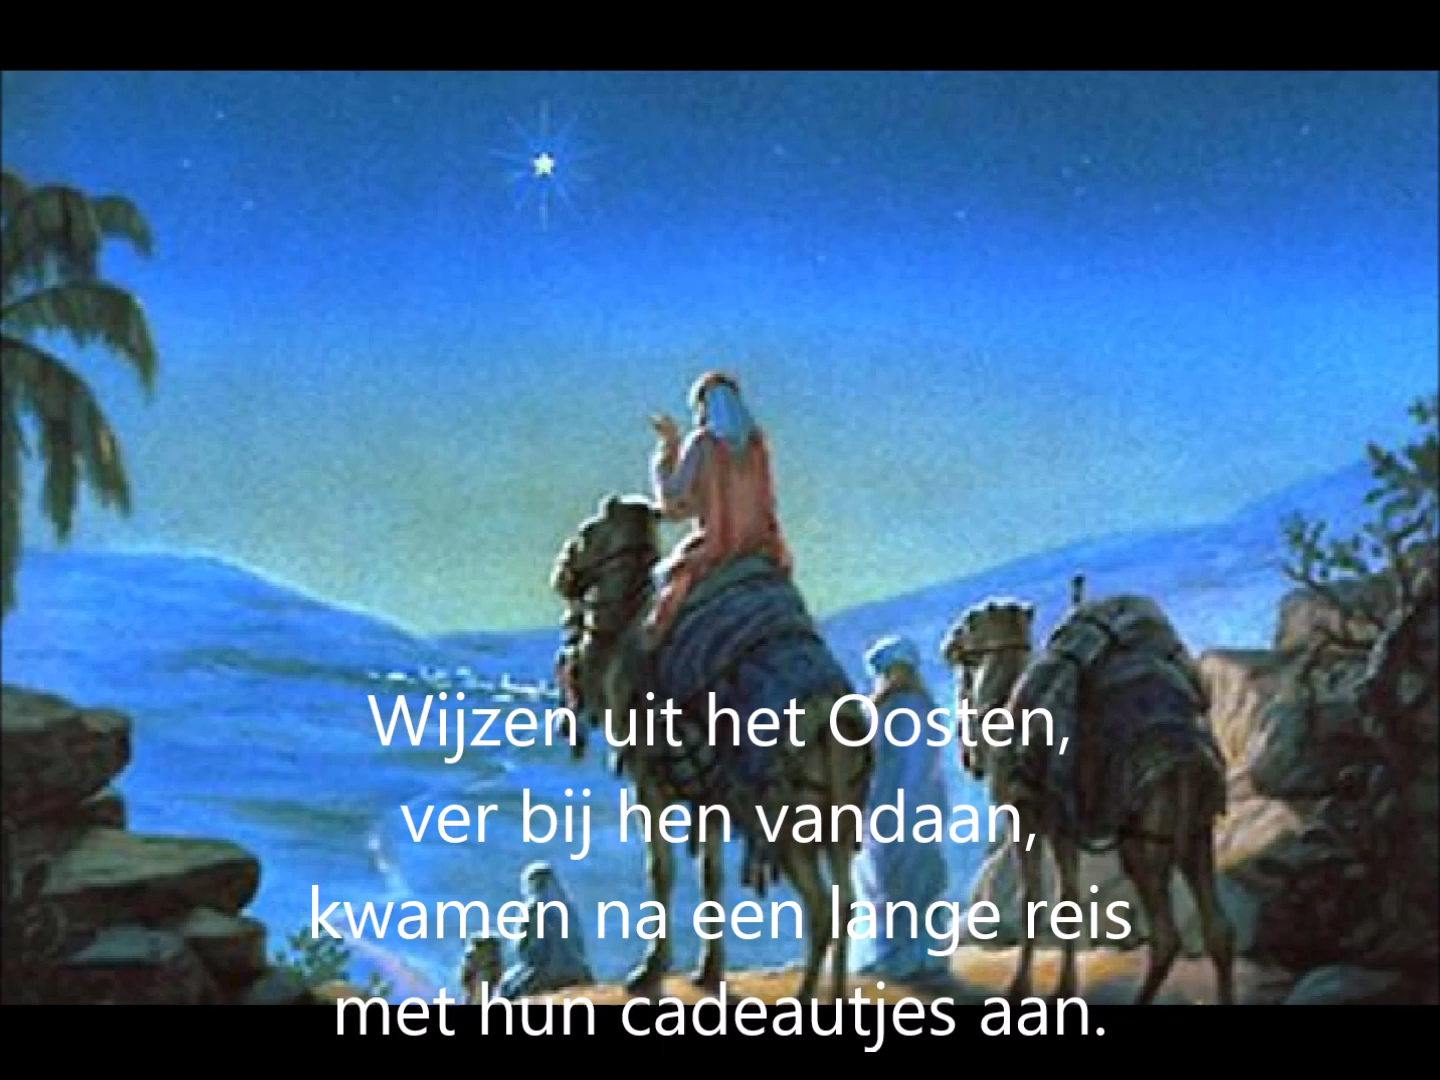 Wijzen uit het Oosten,
ver bij hen vandaan,
kwamen na een lange reis
met hun cadeautjes aan.